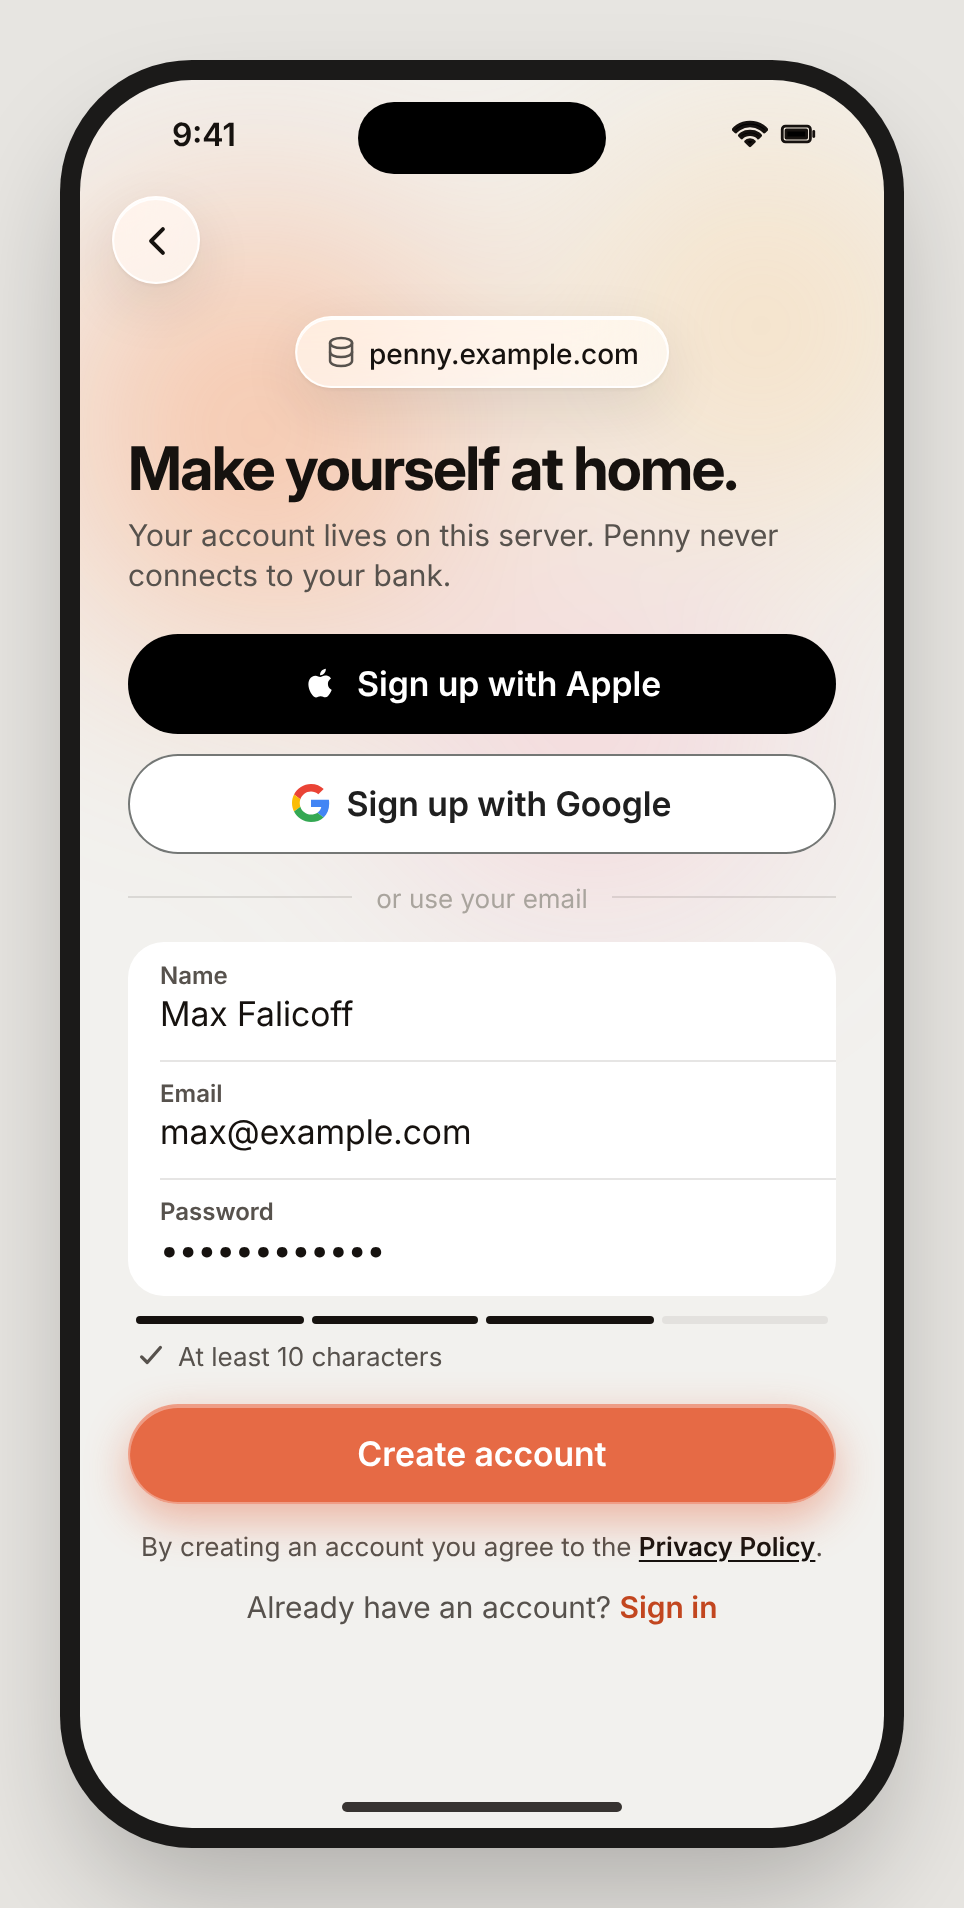 9:41
penny.example.com
Make yourself at home.
Your account lives on this server. Penny never
connects to your bank.
Sign up with Apple
Sign up with Google
or use your email
Name
Max Falicoff
Email
max@example.com
Password
••••••••••••
At least 10 characters
Create account
By creating an account you agree to the Privacy Policy.
Already have an account? Sign in